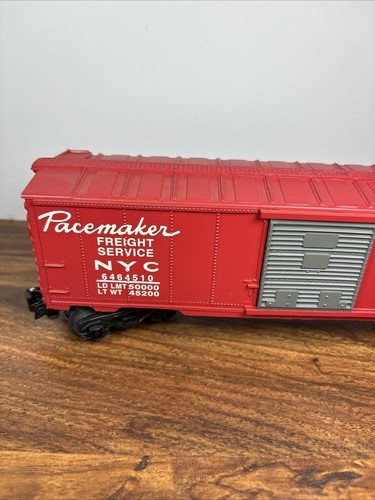 Pacemaker
FREIGHT
SERVICE
NYC
6464510
LD LMT 50000
LT WT 45200